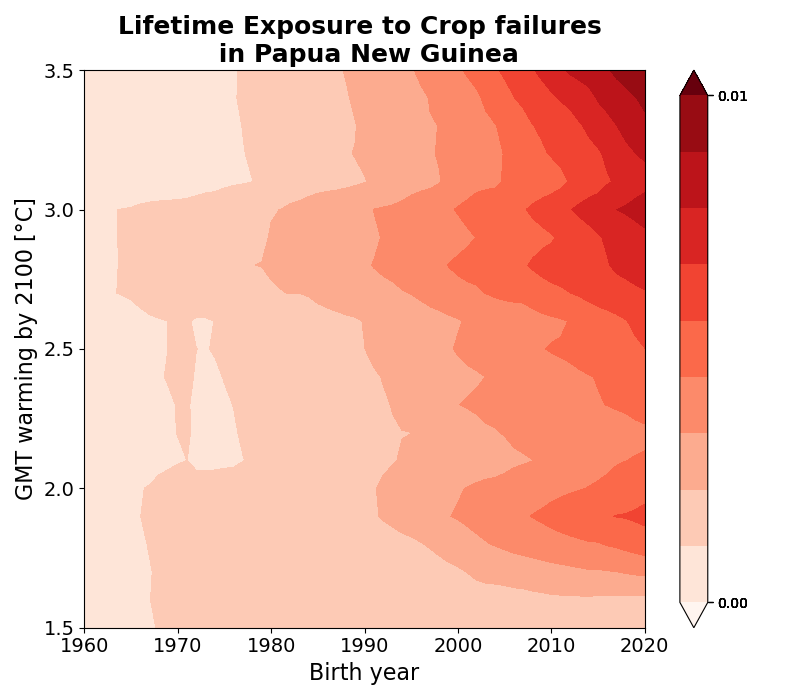 Lifetime Exposure to Crop failures
in Papua New Guinea
3.5
3.0
2.5
2.0
1.5
GMT warming by 2100 [°C]
1960 1970 1980 1990 2000 2010 2020
Birth year
0.01
0.00